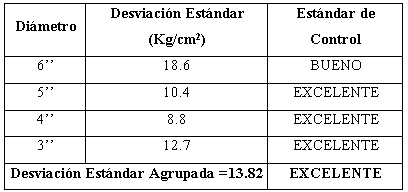 Diámetro Desviación Estándar (Kg/cm²) Estándar de Control
6’’ 18.6 BUENO
5’’ 10.4 EXCELENTE
4’’ 8.8 EXCELENTE
3’’ 12.7 EXCELENTE
Desviación Estándar Agrupada =13.82 EXCELENTE